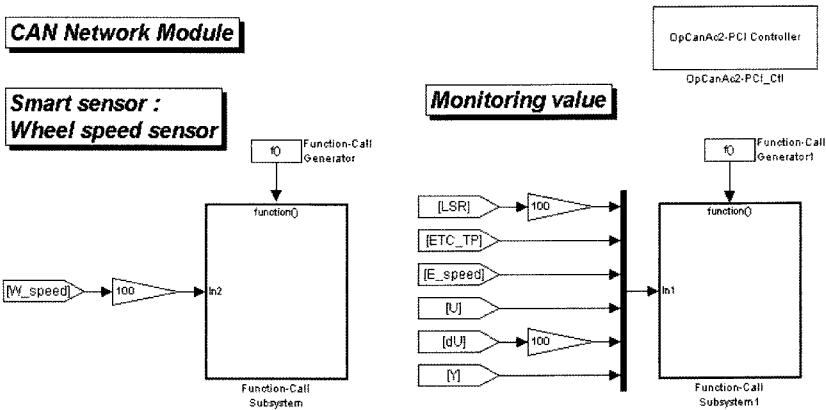 CAN Network Module
OpCanAc2-PCI Controller
OpCanAc2-PCI_Ctl
Smart sensor :
Wheel speed sensor
Monitoring value
f()
Function-Call
Generator
function()
[W_speed]
100
In2
Function-Call
Subsystem
f()
Function-Call
Generator1
[LSR]
100
[ETC_TP]
[E_speed]
[U]
[dU]
100
[Y]
function()
In1
Function-Call
Subsystem1